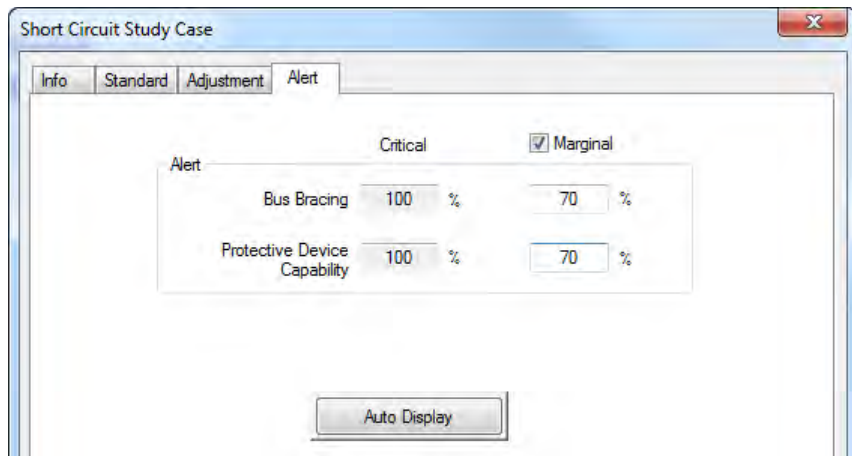 Short Circuit Study Case
Info Standard Adjustment Alert
Critical Marginal
Alert
Bus Bracing 100 % 70 %
Protective Device
Capability 100 % 70 %
Auto Display